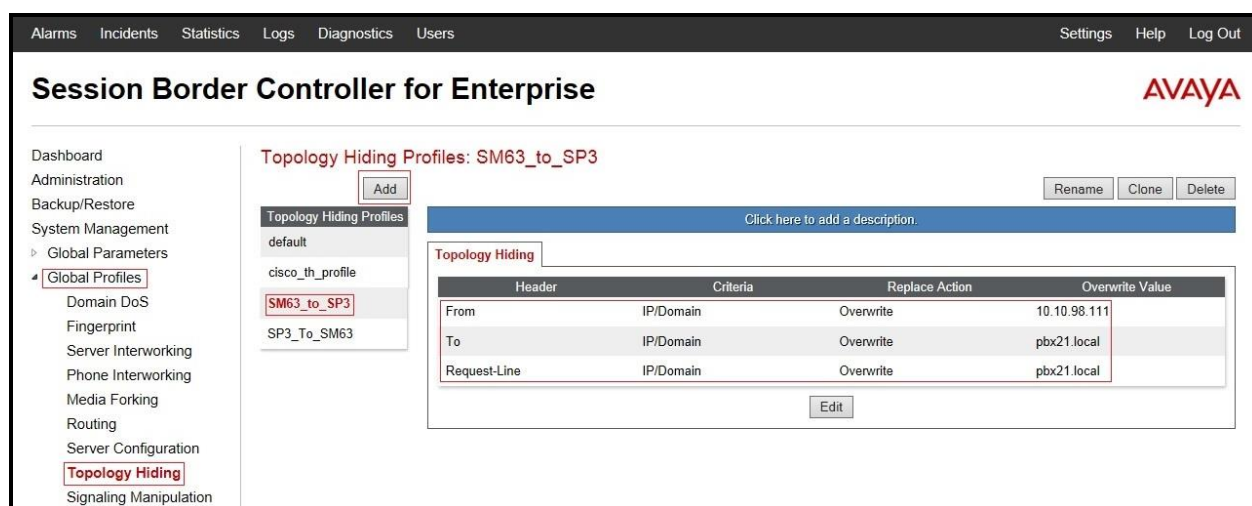 Alarms Incidents Statistics Logs Diagnostics Users Settings Help Log Out
Session Border Controller for Enterprise
AVAYA
Dashboard
Administration
Backup/Restore
System Management
Global Parameters
Global Profiles
Domain DoS
Fingerprint
Server Interworking
Phone Interworking
Media Forking
Routing
Server Configuration
Topology Hiding
Signaling Manipulation
Topology Hiding Profiles: SM63_to_SP3
Add
Rename Clone Delete
Topology Hiding Profiles
default
cisco_th_profile
SM63_to_SP3
SP3_To_SM63
Click here to add a description.
Topology Hiding
Header Criteria Replace Action Overwrite Value
From IP/Domain Overwrite 10.10.98.111
To IP/Domain Overwrite pbx21.local
Request-Line IP/Domain Overwrite pbx21.local
Edit